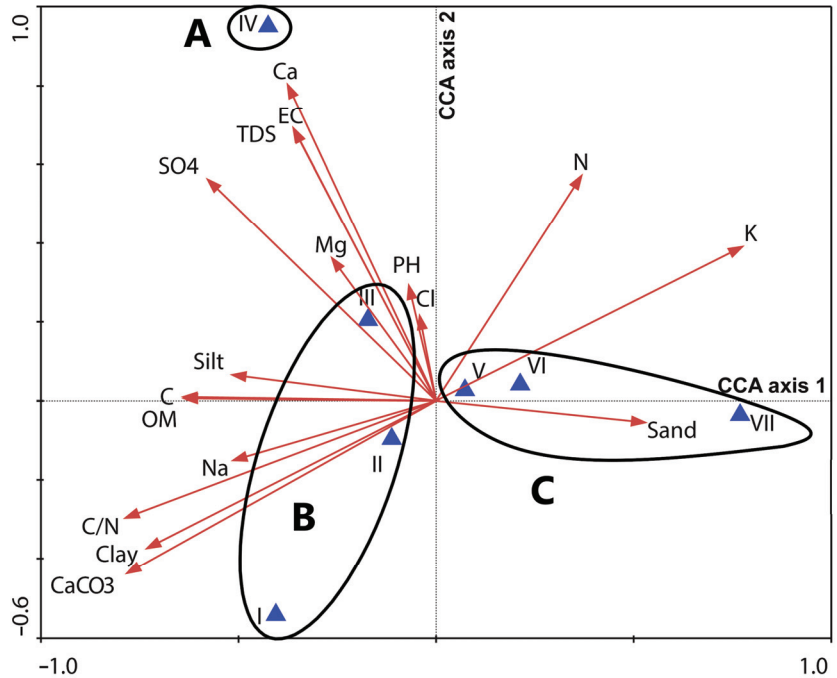 1.0
A
IV
Ca
EC
TDS
SO4
CCA axis 2
N
K
Mg
PH
III
Cl
Silt
C
OM
V
VI
CCA axis 1
VII
Sand
II
Na
C
B
C/N
Clay
CaCO3
I
-0.6
-1.0
1.0